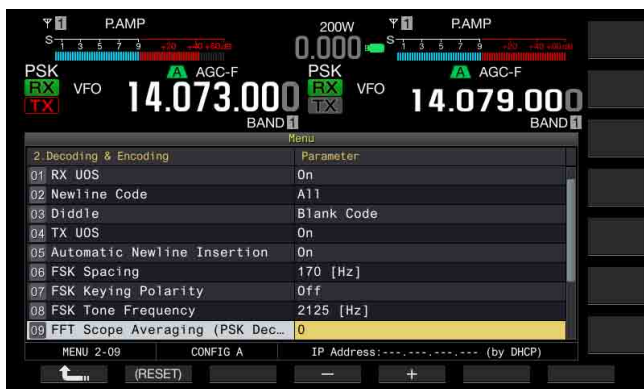 1 P.AMP 200W 1 P.AMP
S 1 3 5 7 9 +20 +40 +60dB 0.000 S 1 3 5 7 9 +20 +40 +60dB
PSK A AGC-F PSK A AGC-F
RX VFO 14.073.000 RX VFO 14.079.000
TX TX
BAND 1 BAND 1
Menu
2.Decoding & Encoding Parameter
01 RX UOS On
02 Newline Code All
03 Diddle Blank Code
04 TX UOS On
05 Automatic Newline Insertion On
06 FSK Spacing 170 [Hz]
07 FSK Keying Polarity Off
08 FSK Tone Frequency 2125 [Hz]
09 FFT Scope Averaging (PSK Dec... 0
MENU 2-09 CONFIG A IP Address:---.---.---.--- (by DHCP)
(RESET) - +